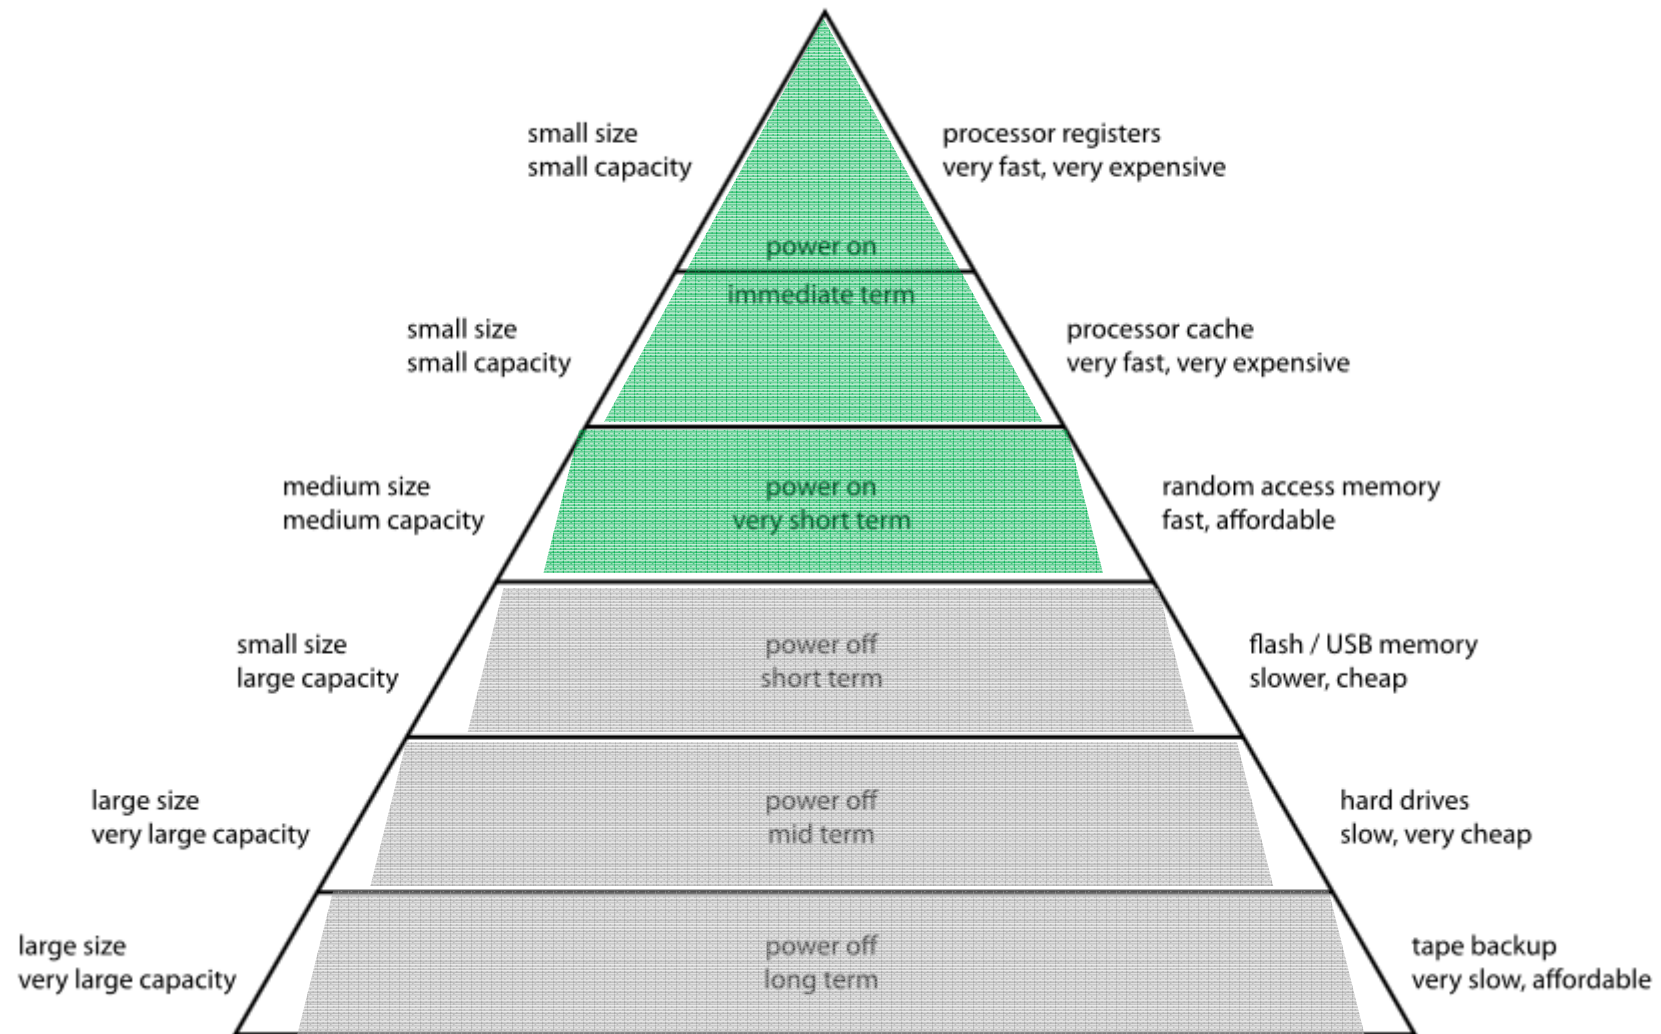 small size
small capacity
processor registers
very fast, very expensive
power on
immediate term
small size
small capacity
processor cache
very fast, very expensive
medium size
medium capacity
power on
very short term
random access memory
fast, affordable
small size
large capacity
power off
short term
flash / USB memory
slower, cheap
large size
very large capacity
power off
mid term
hard drives
slow, very cheap
large size
very large capacity
power off
long term
tape backup
very slow, affordable